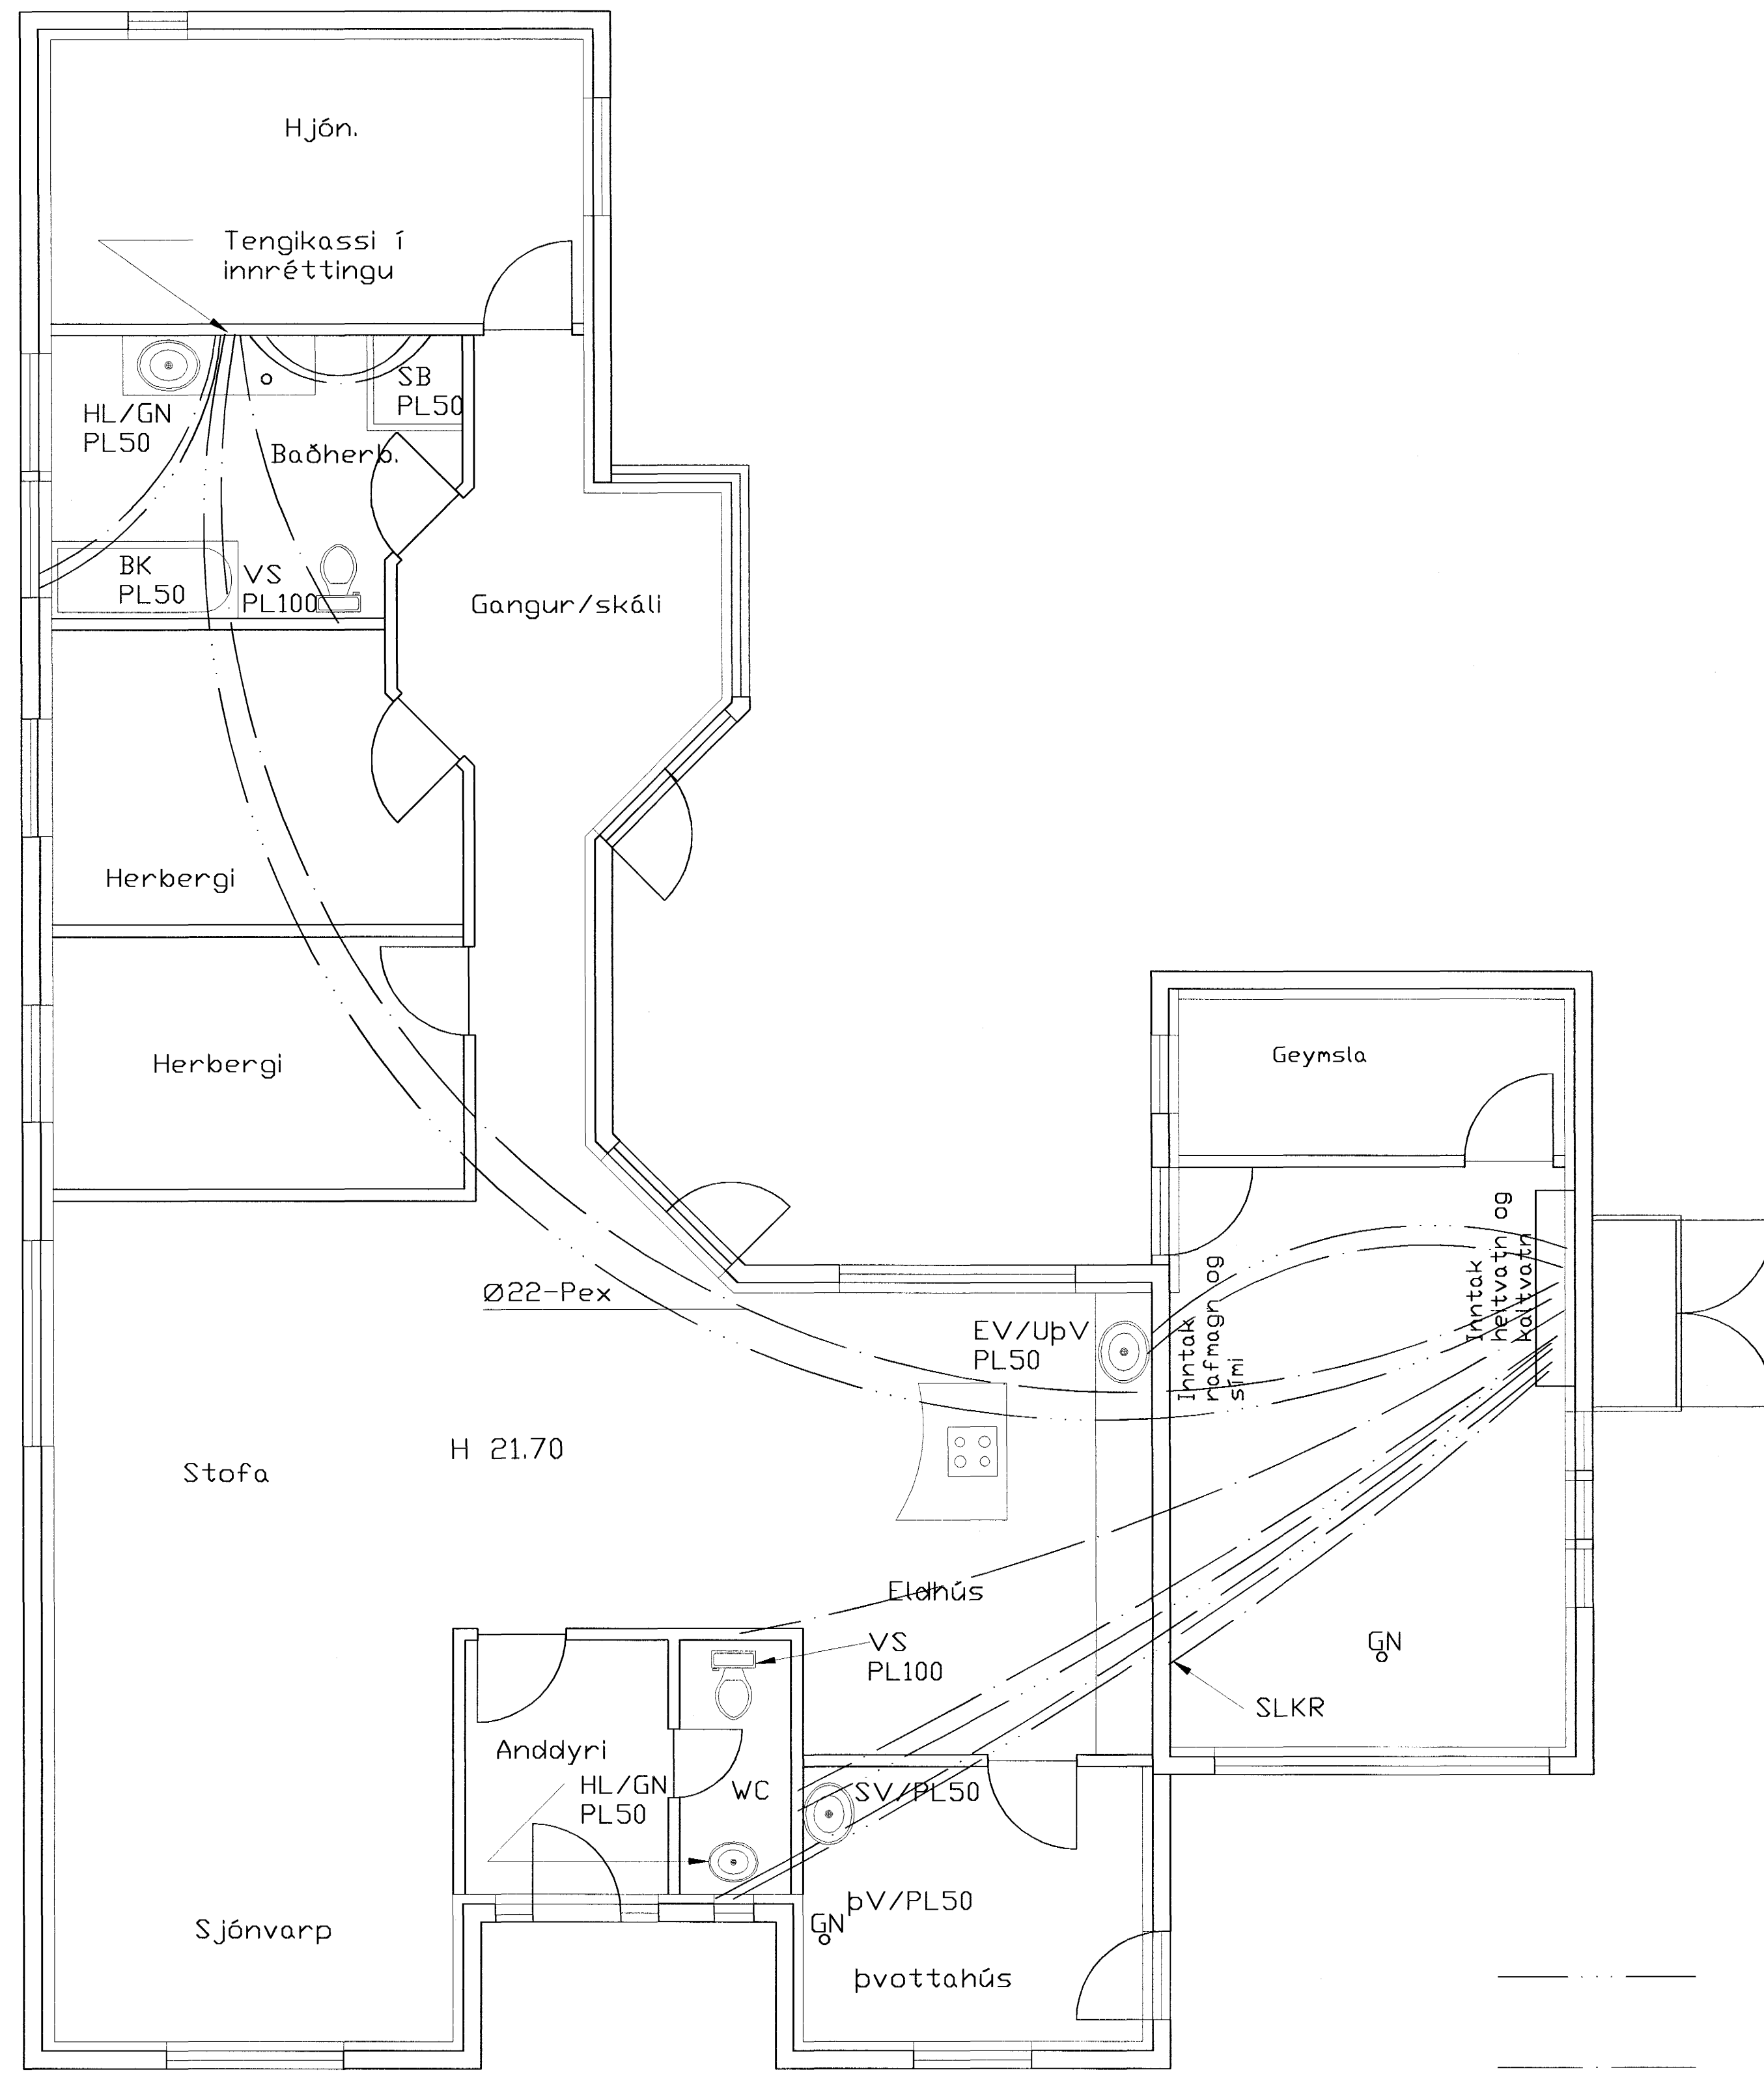 Hjón.
Tengikassi í
innréttingu
SB
PL50
HL/GN
PL50
Baðherb.
BK
PL50
VS
PL100
Gangur/skáli
Herbergi
Herbergi
Geymsla
Inntak
heitvatn og
kaltvatn
Inntak
rafmagn og
sími
Ø22-Pex
EV/UþV
PL50
H 21.70
Stofa
Eldhús
VS
PL100
GN
SLKR
Anddyri
HL/GN
PL50
WC
SV/PL50
þV/PL50
GN
Sjónvarp
þvottahús